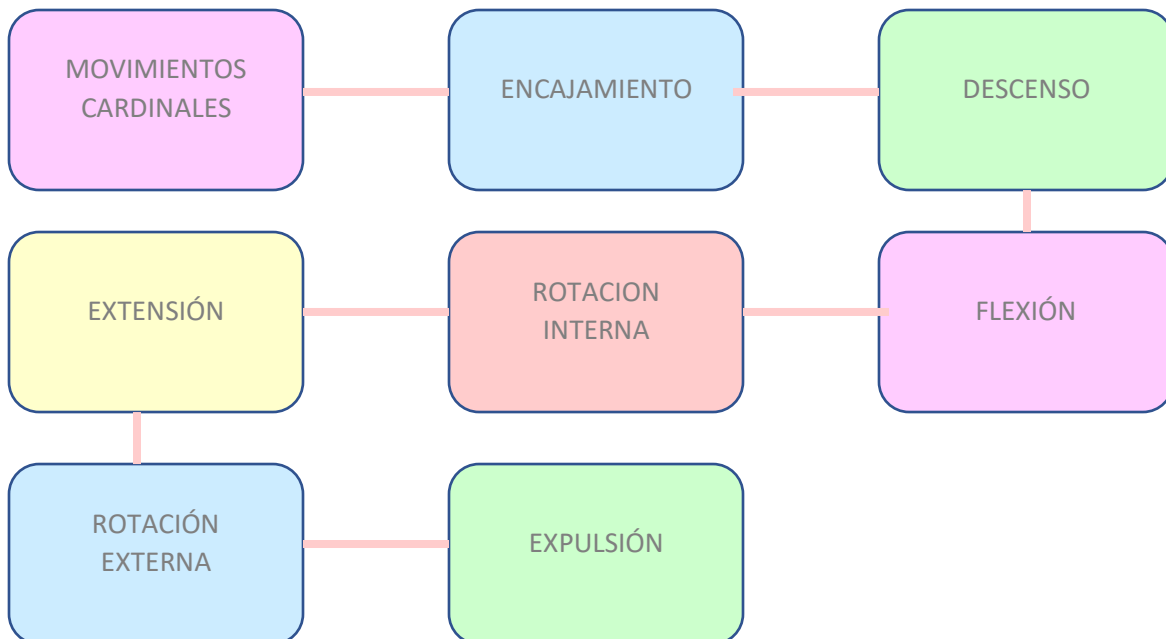 MOVIMIENTOS
CARDINALES
ENCAJAMIENTO
DESCENSO
EXTENSIÓN
ROTACION
INTERNA
FLEXIÓN
ROTACIÓN
EXTERNA
EXPULSIÓN